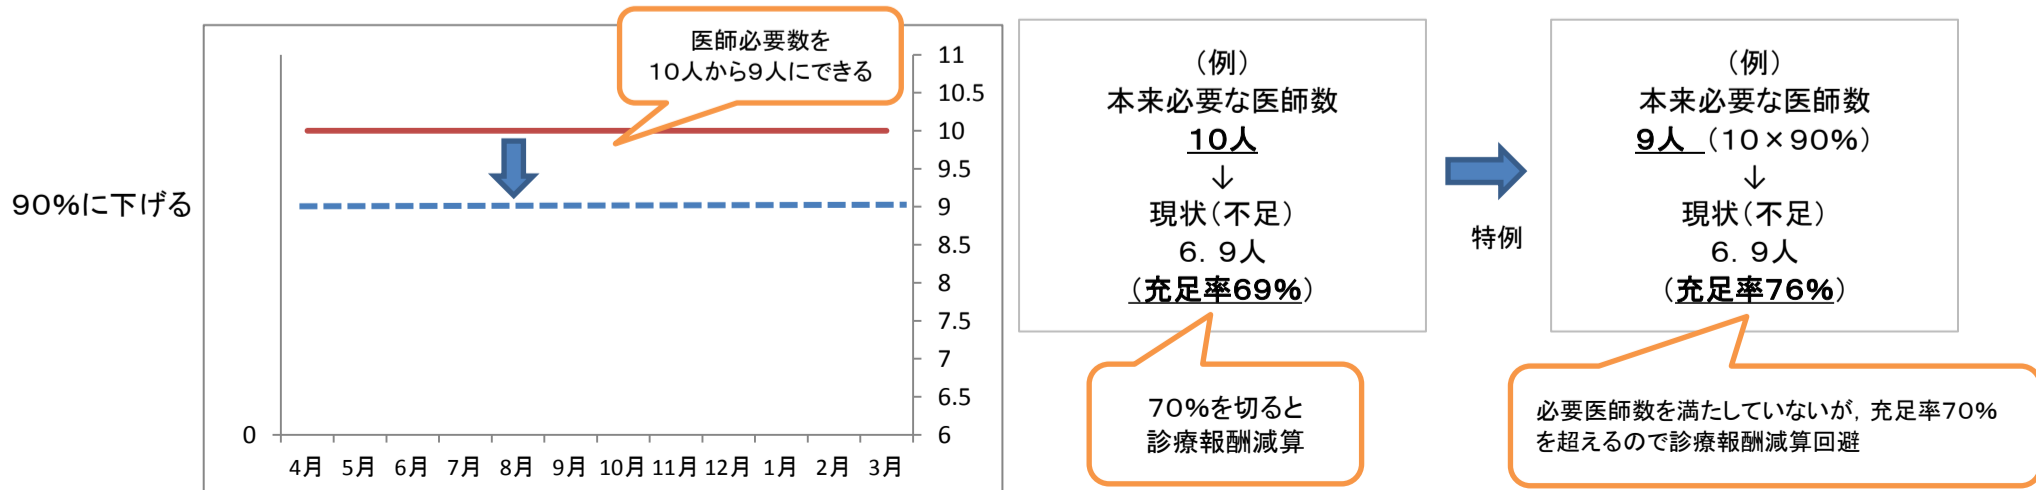 医師必要数を
10人から9人にできる
90%に下げる
11
10.5
10
9.5
9
8.5
8
7.5
7
6.5
6
0
4月 5月 6月 7月 8月 9月 10月 11月 12月 1月 2月 3月
(例)
本来必要な医師数
10人
↓
現状(不足)
6.9人
(充足率69%)
70%を切ると
診療報酬減算
特例
(例)
本来必要な医師数
9人 (10×90%)
↓
現状(不足)
6.9人
(充足率76%)
必要医師数を満たしていないが,充足率70%
を超えるので診療報酬減算回避